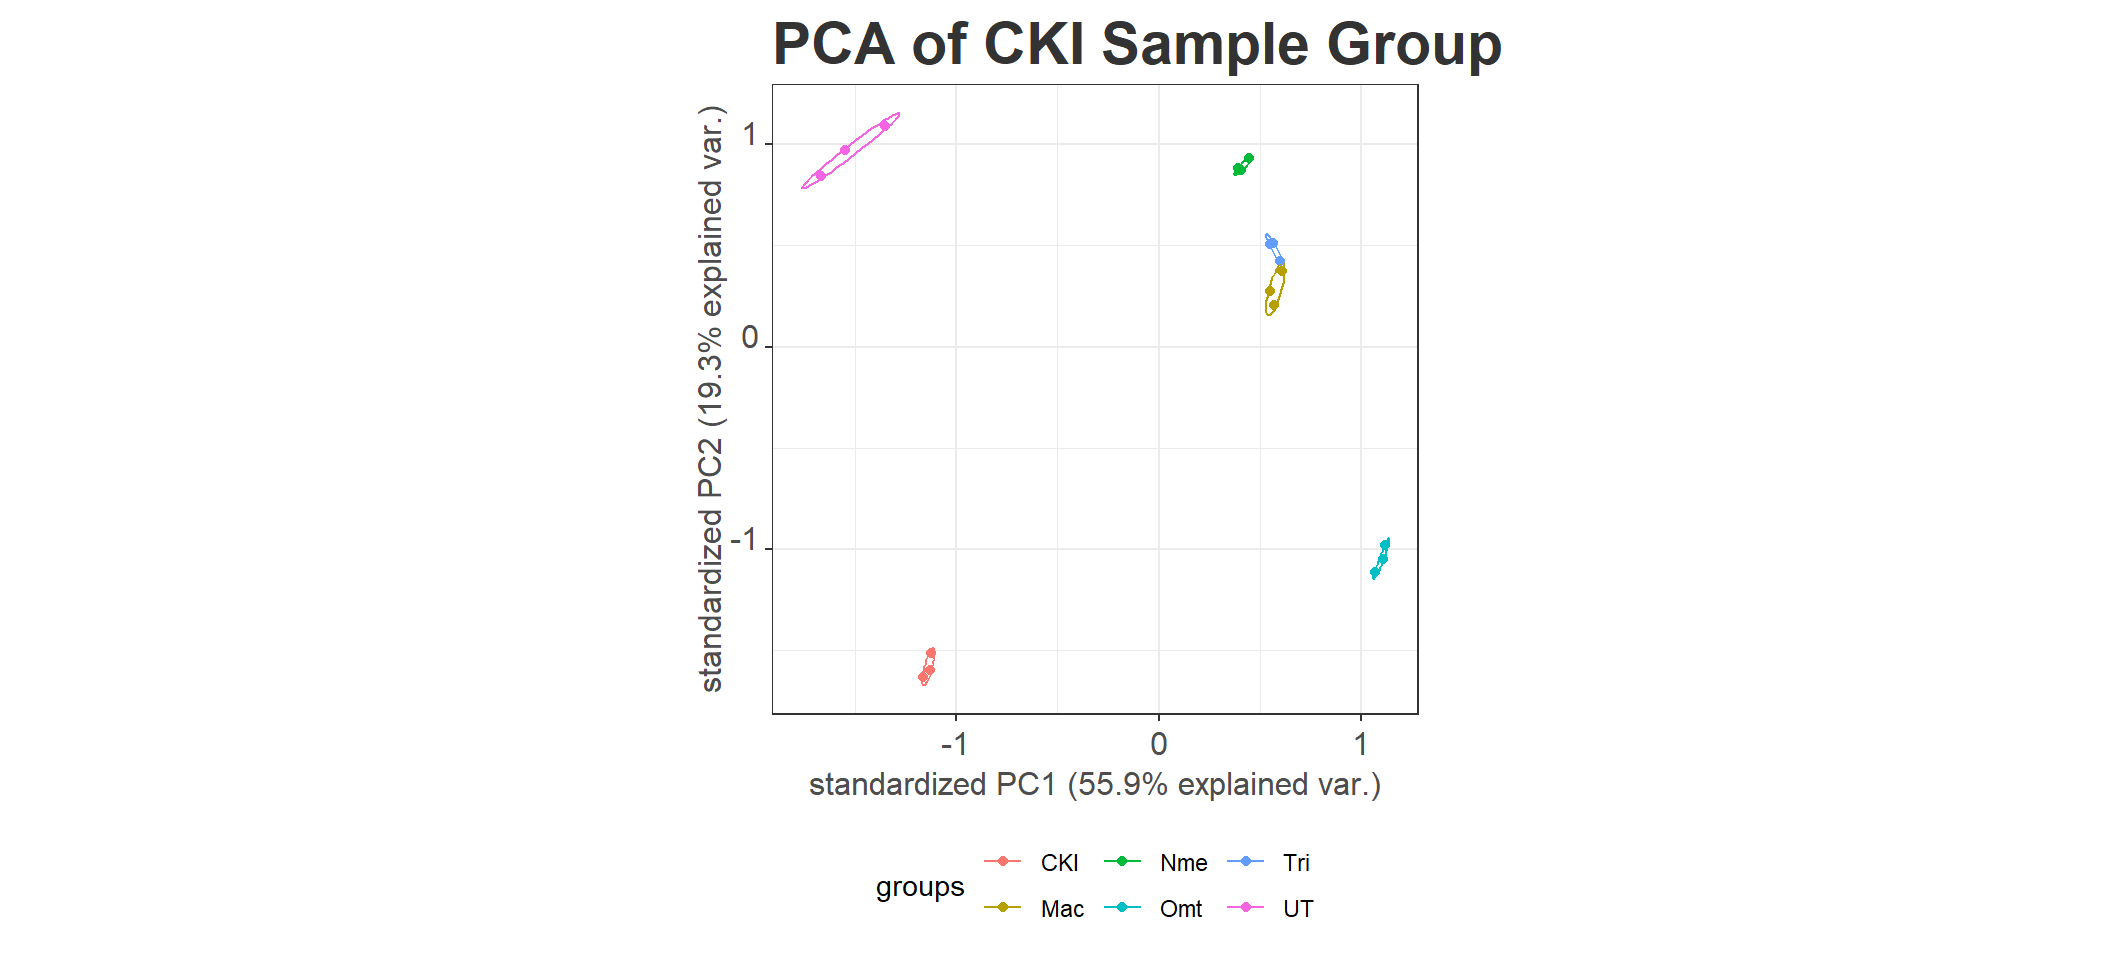 PCA of CKI Sample Group
standardized PC2 (19.3% explained var.)
1
0
-1
-1 0 1
standardized PC1 (55.9% explained var.)
groups
CKI Nme Tri
Mac Omt UT